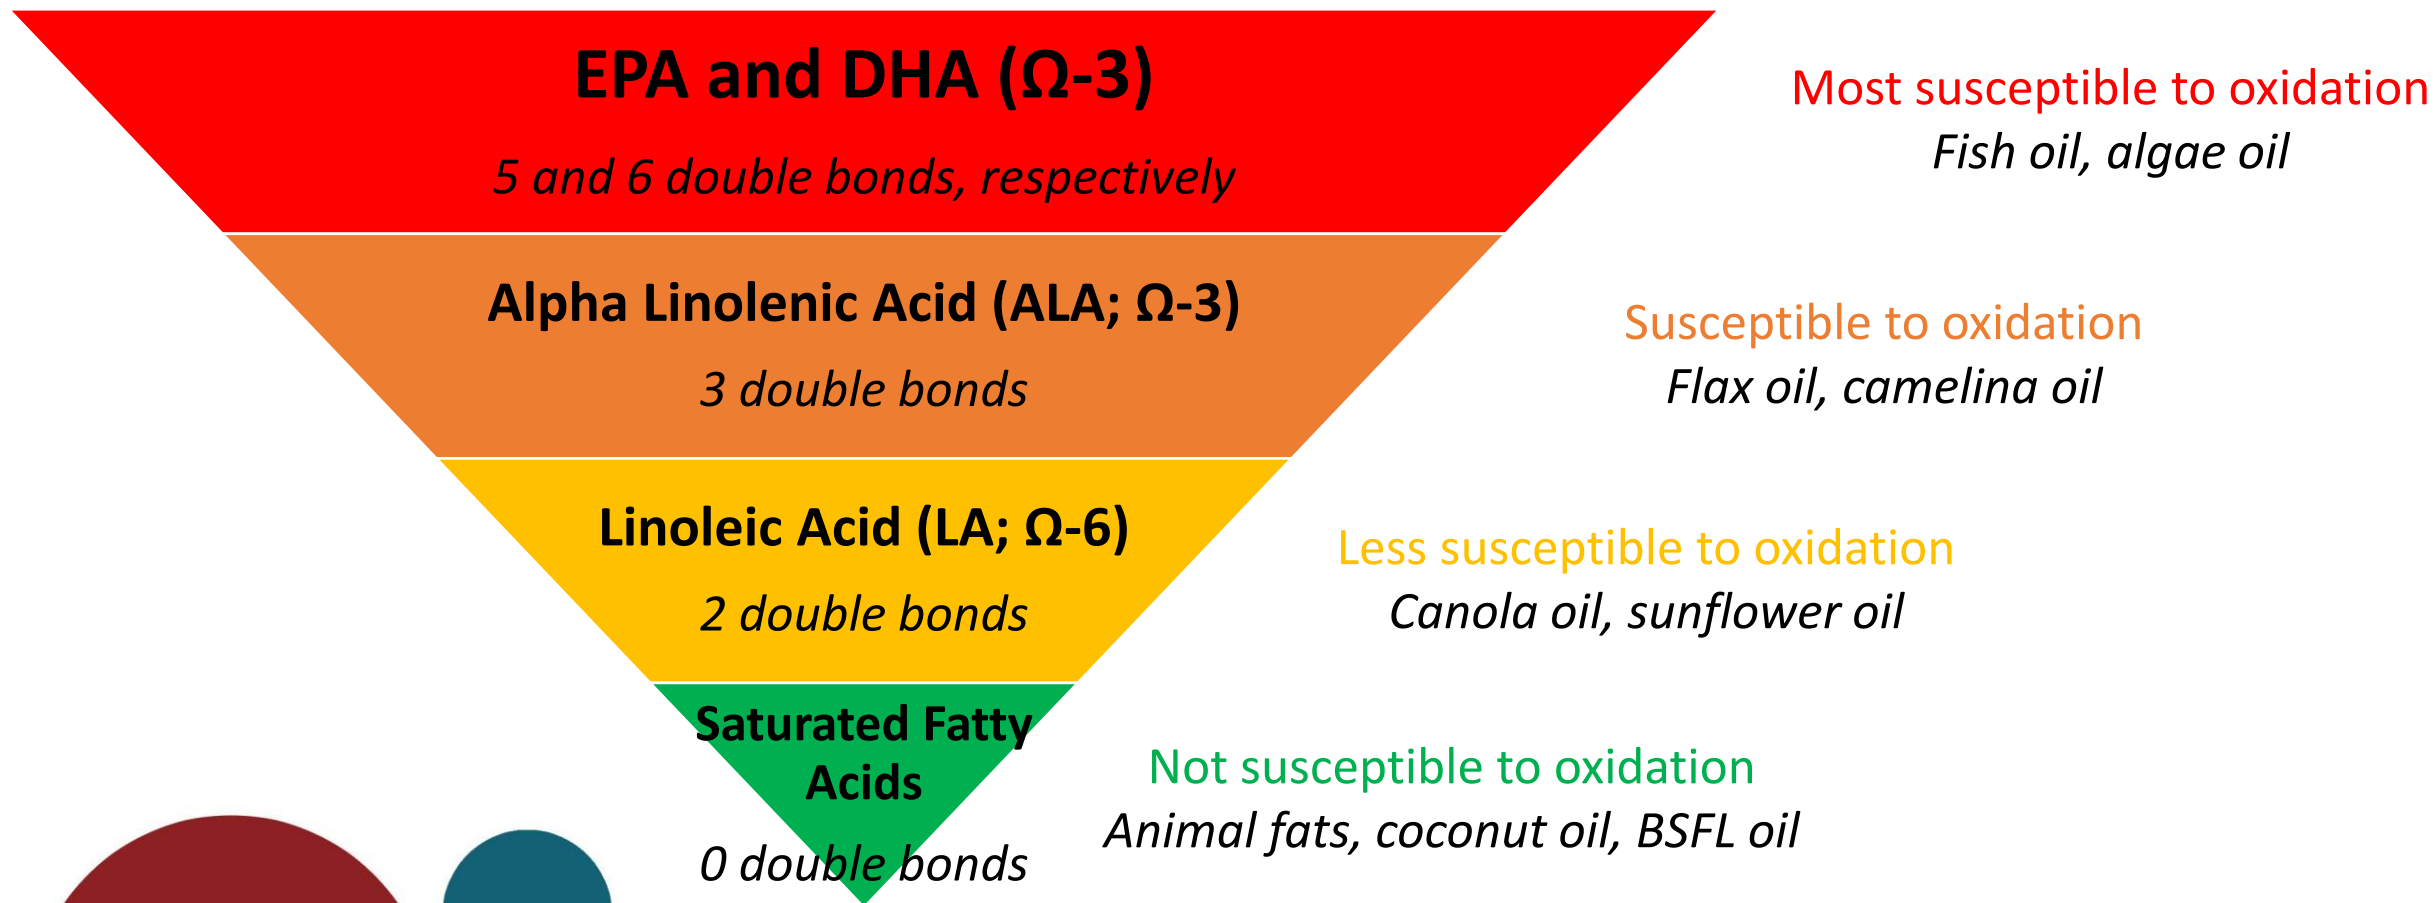 EPA and DHA (Ω-3)
5 and 6 double bonds, respectively
Most susceptible to oxidation
Fish oil, algae oil
Alpha Linolenic Acid (ALA; Ω-3)
3 double bonds
Susceptible to oxidation
Flax oil, camelina oil
Linoleic Acid (LA; Ω-6)
2 double bonds
Less susceptible to oxidation
Canola oil, sunflower oil
Saturated Fatty
Acids
0 double bonds
Not susceptible to oxidation
Animal fats, coconut oil, BSFL oil